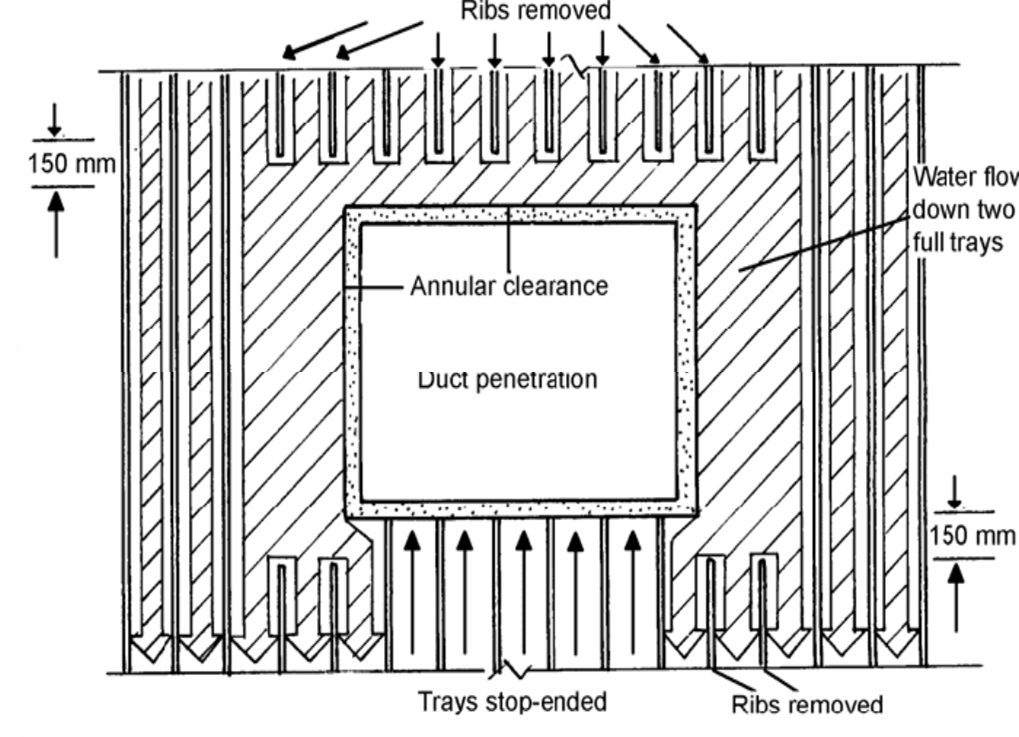 Ribs removed
150 mm
Water flow
down two
full trays
Annular clearance
Duct penetration
150 mm
Trays stop-ended
Ribs removed